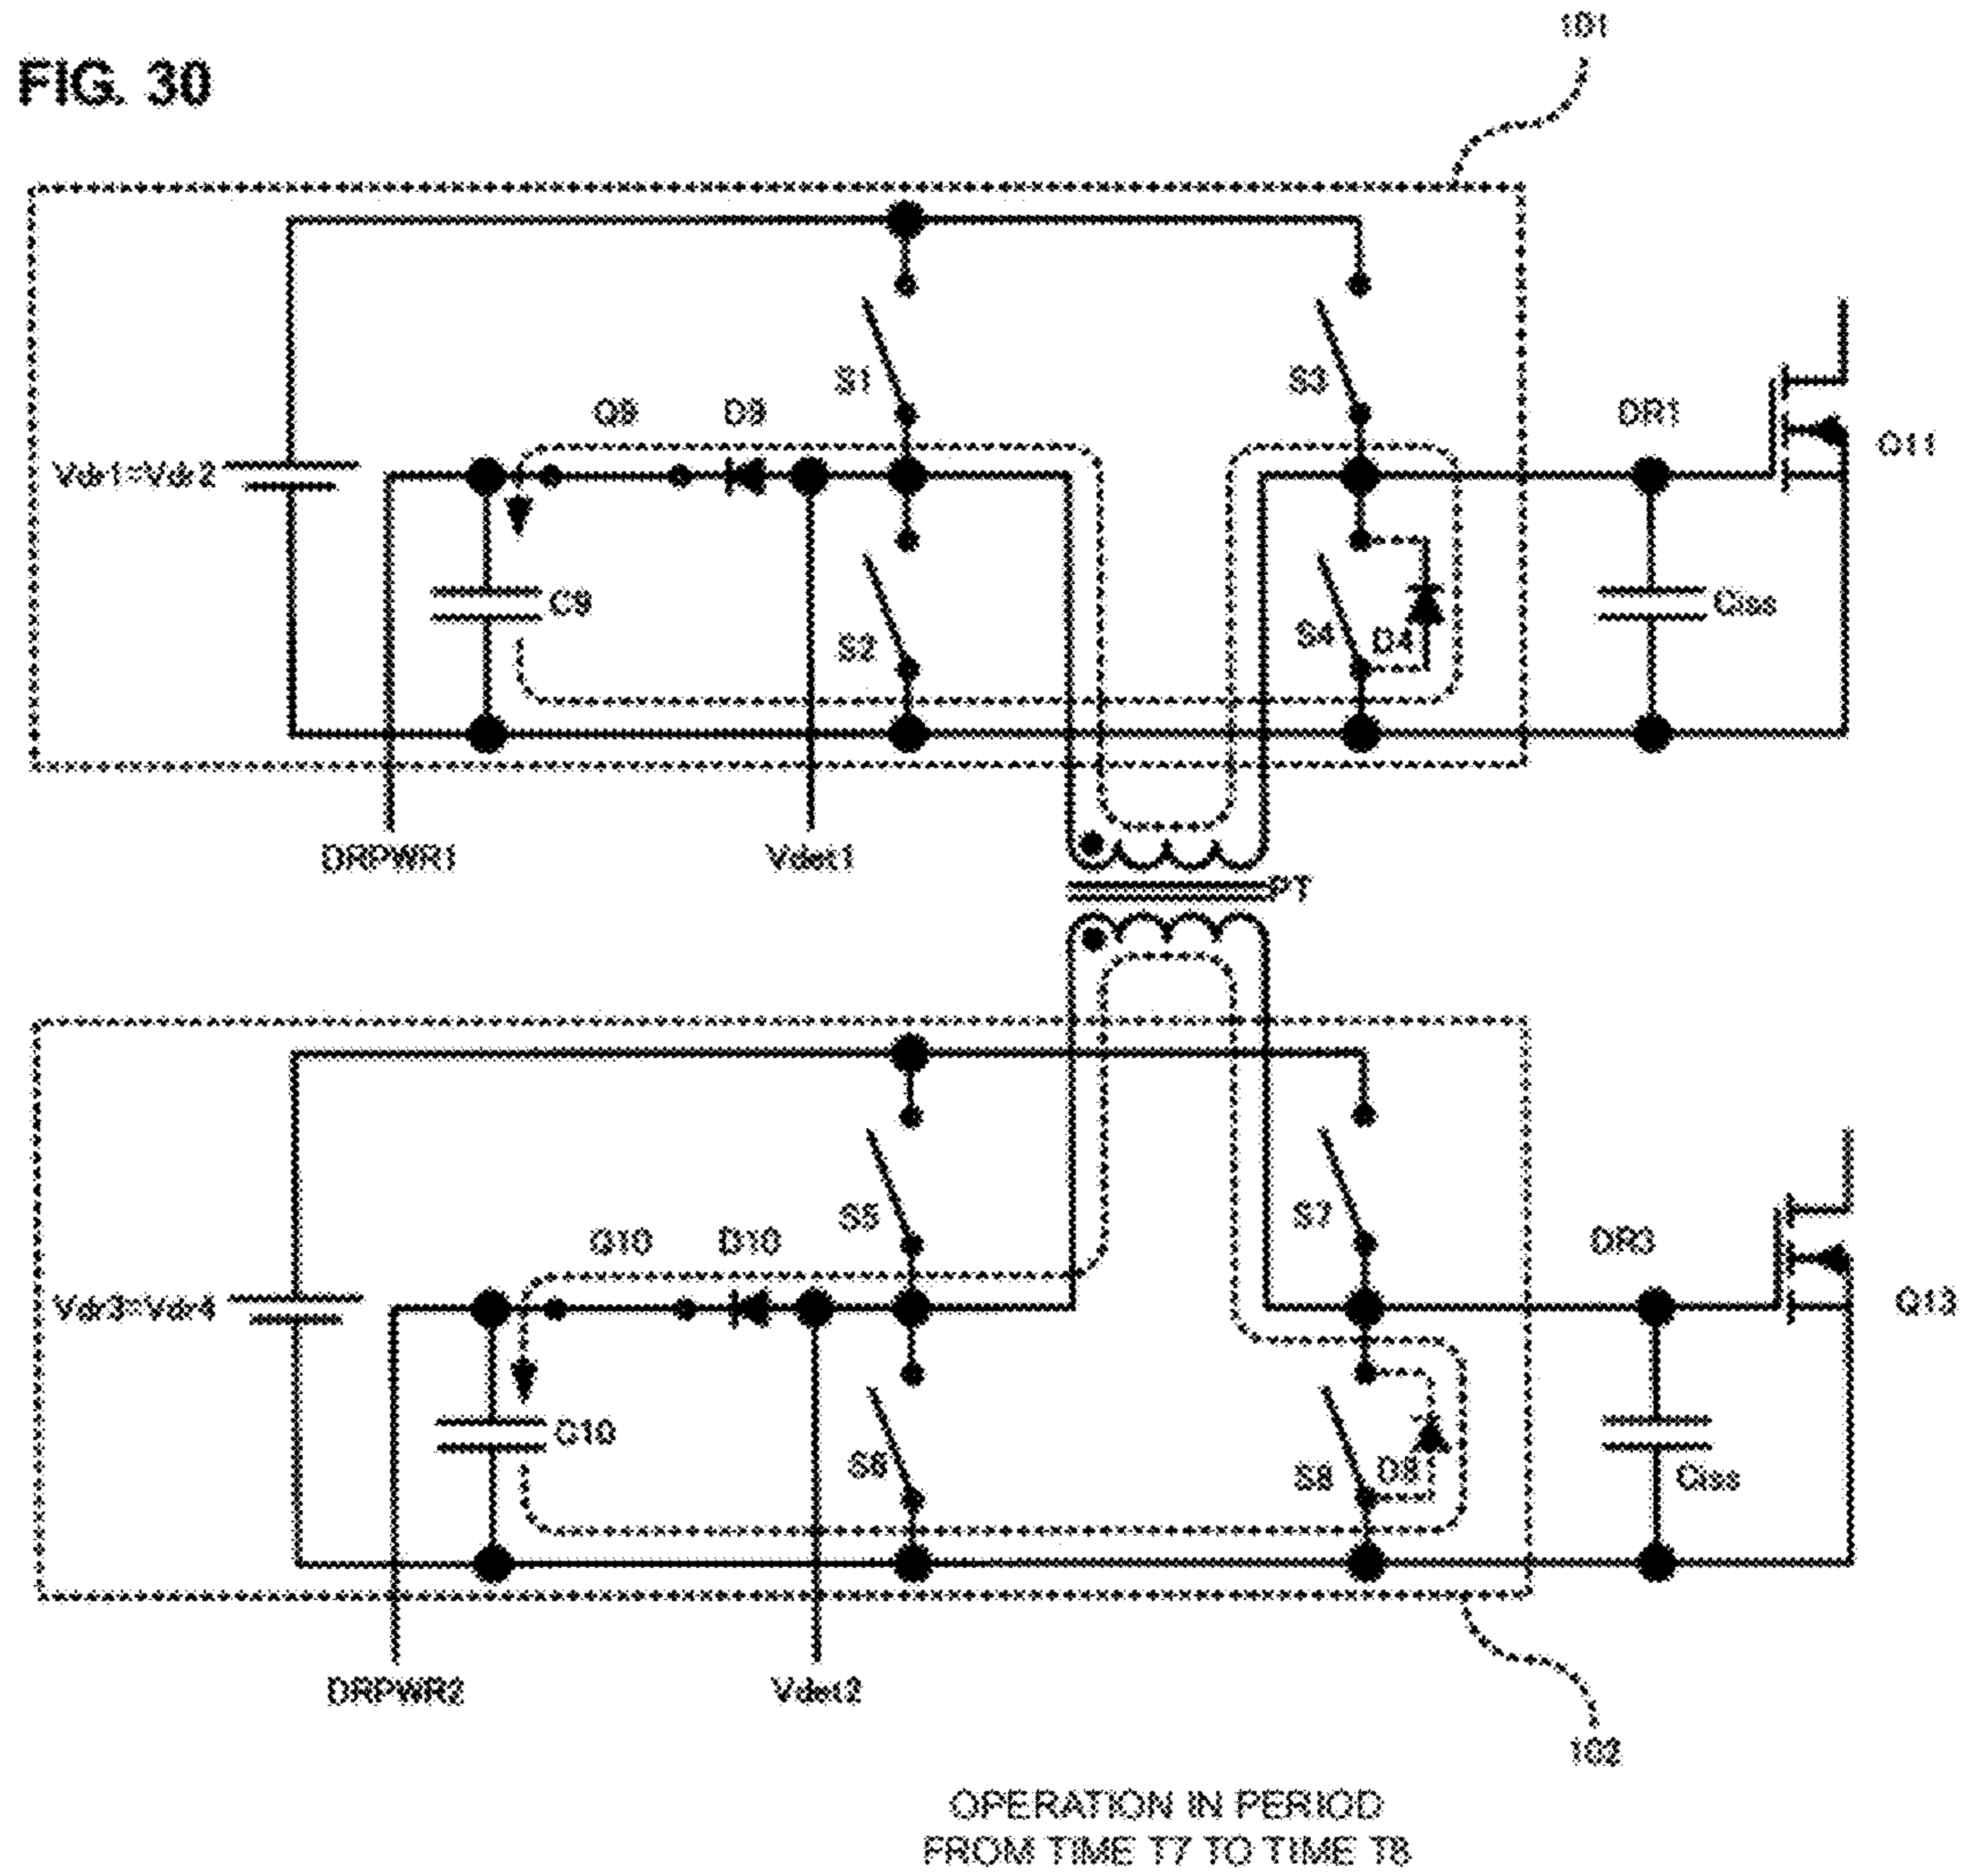 101
FIG. 30
S1
S3
Q9
D9
DR1
Q11
Vdr1=Vdr2
C9
S2
S4
D4
Ciss
DRPWR1
Vdet1
PT
S5
S7
Q10
D10
DR3
Vdr3=Vdr4
Q13
C10
S6
S8
D8
Ciss
DRPWR2
Vdet2
102
OPERATION IN PERIOD
FROM TIME T7 TO TIME T8